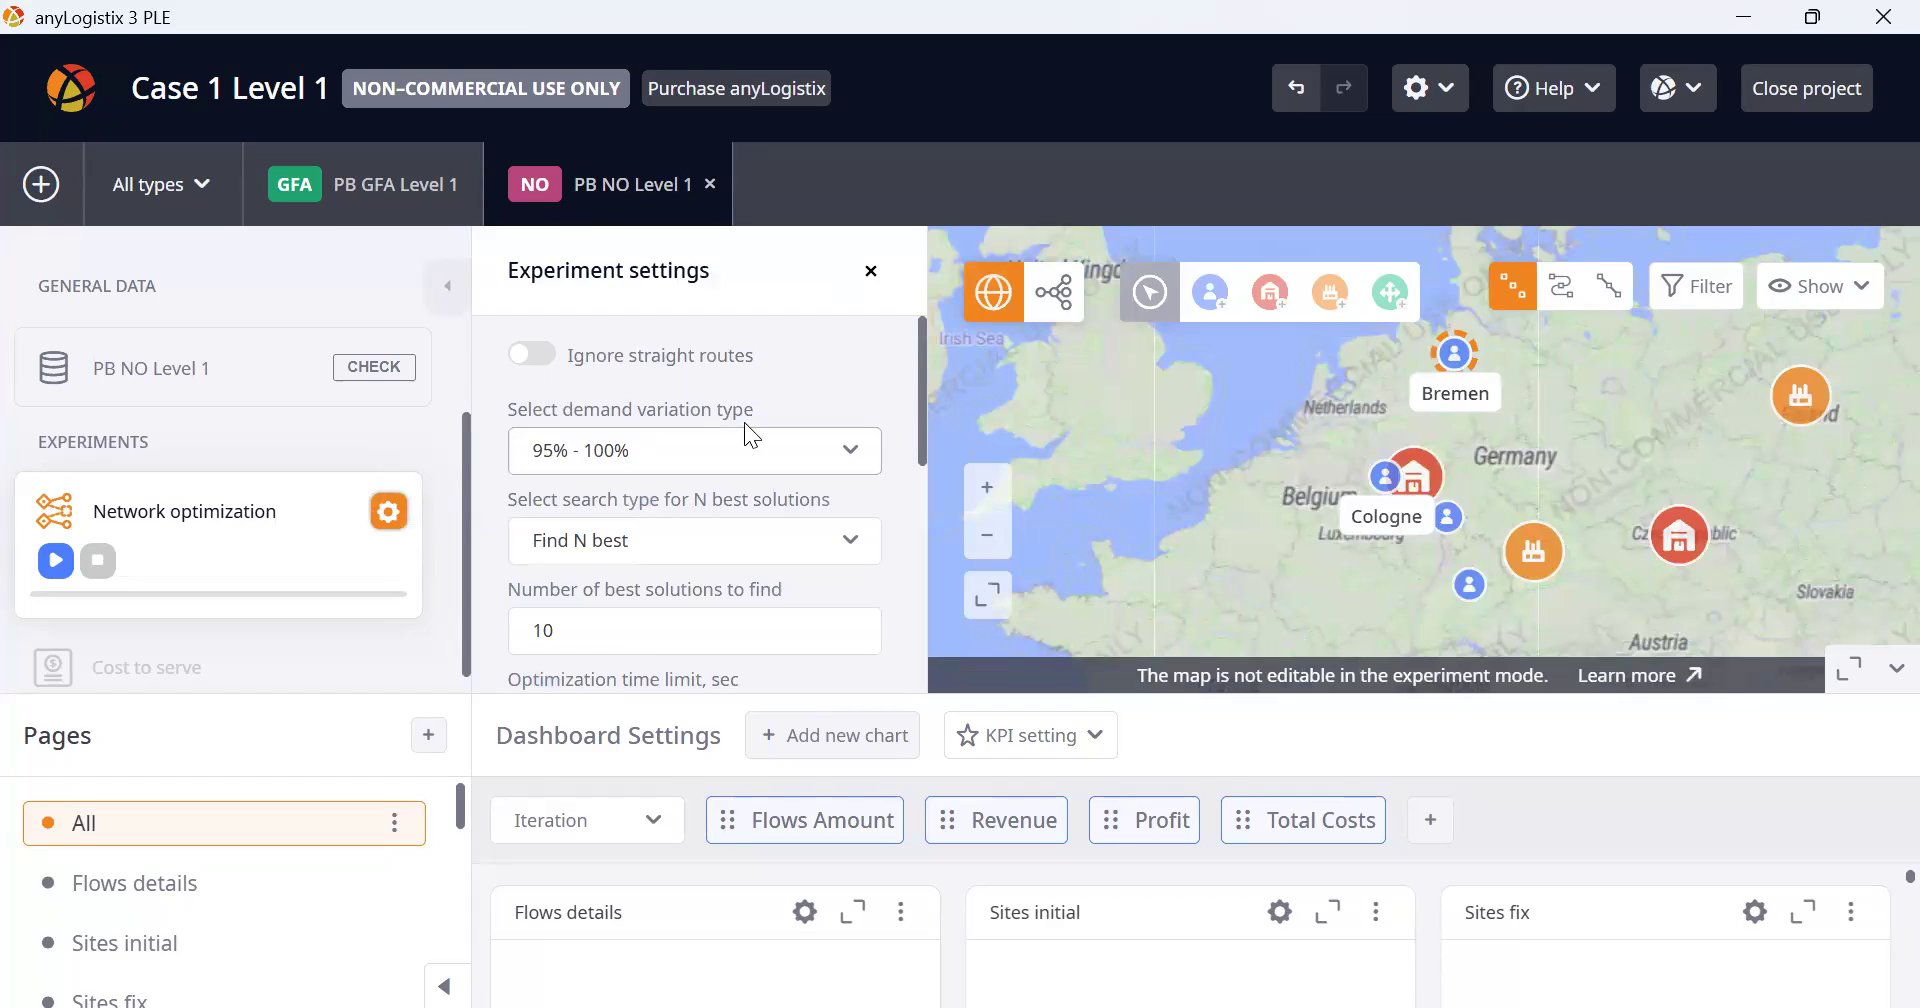 anyLogistix 3 PLE
Case 1 Level 1
NON-COMMERCIAL USE ONLY
Purchase anyLogistix
Help
Close project
All types
GFA
PB GFA Level 1
NO
PB NO Level 1
GENERAL DATA
PB NO Level 1
CHECK
EXPERIMENTS
Network optimization
Cost to serve
Experiment settings
Ignore straight routes
Select demand variation type
95% - 100%
Select search type for N best solutions
Find N best
Number of best solutions to find
10
Optimization time limit, sec
Filter
Show
Irish Sea
Bremen
Netherlands
Germany
Cologne
Slovakia
Austria
The map is not editable in the experiment mode.
Learn more
Pages
All
Flows details
Sites initial
Sites fix
Dashboard Settings
+ Add new chart
KPI setting
Iteration
Flows Amount
Revenue
Profit
Total Costs
Flows details
Sites initial
Sites fix